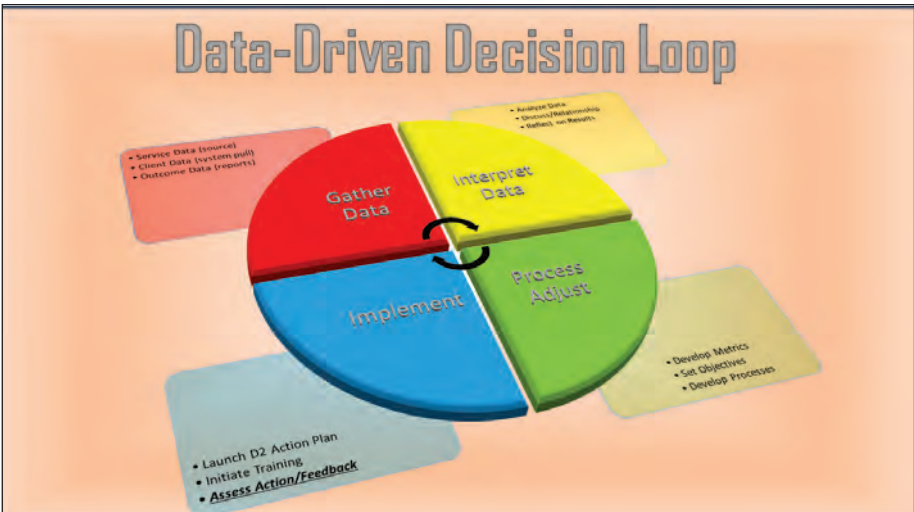 Data-Driven Decision Loop
• Service Data (source)
• Client Data (system pull)
• Outcome Data (reports)
Gather
Data
• Analyze Data
• Discuss/Relationship
• Reflect on Results
Interpret
Data
Process
Adjust
• Develop Metrics
• Set Objectives
• Develop Processes
Implement
• Launch D2 Action Plan
• Initiate Training
• Assess Action/Feedback